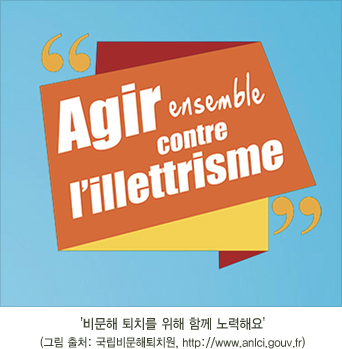 “
Agir ensemble
contre
l'illettrisme
”
'비문해 퇴치를 위해 함께 노력해요'
(그림 출처: 국립비문해퇴치원, http://www.anlci.gouv.fr)